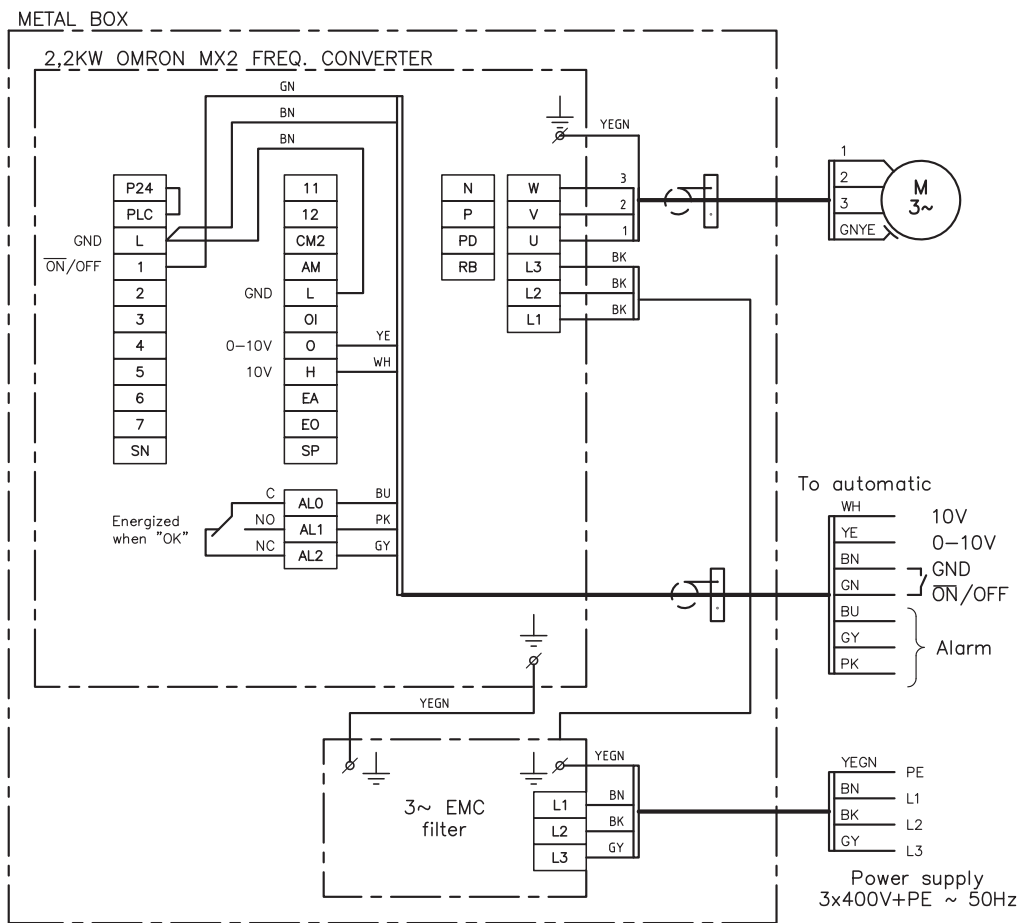 METAL BOX
2,2KW OMRON MX2 FREQ. CONVERTER
GN
BN
BN
YEGN
P24
PLC
GND L
ON/OFF 1
2
3
4
5
6
7
SN
11
12
CM2
AM
GND L
OI
0-10V O YE
10V H WH
EA
EO
SP
Energized
when "OK"
C AL0 BU
NO AL1 PK
NC AL2 GY
N
P
PD
RB
W 3
V 2
U 1
L3 BK
L2 BK
L1 BK
1
2
3
GNYE
M
3~
To automatic
WH 10V
YE 0-10V
BN GND
GN ON/OFF
BU
GY Alarm
PK
YEGN
YEGN
3~ EMC
filter
L1 BN
L2 BK
L3 GY
YEGN PE
BN L1
BK L2
GY L3
Power supply
3x400V+PE ~ 50Hz